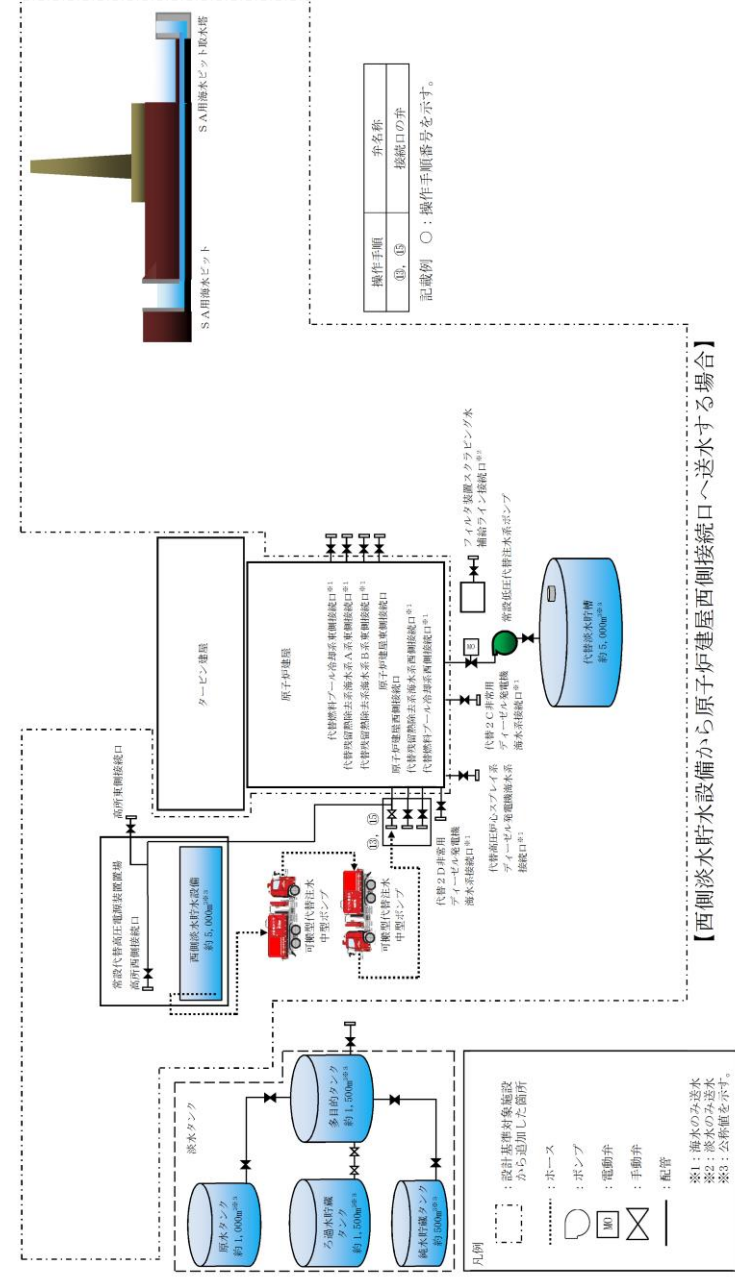 ＳＡ用海水ピット取水塔
ＳＡ用海水ピット
操作手順
弁名称
⑬，⑮
接続口の弁
記載例　○：操作手順番号を示す。
タービン建屋
原子炉建屋
代替燃料プール冷却系東側接続口※1
代替残留熱除去系海水系Ａ系東側接続口※1
代替残留熱除去系海水系Ｂ系東側接続口※1
原子炉建屋東側接続口
原子炉建屋西側接続口
代替残留熱除去系海水系西側接続口※1
代替燃料プール冷却系西側接続口※1
フィルタ装置スクラビング水
補給ライン接続口※2
常設低圧代替注水系ポンプ
MO
代替淡水貯槽
約5,000m³※3
代替２Ｃ非常用
ディーゼル発電機
海水系接続口※1
代替高圧炉心スプレイ系
ディーゼル発電機海水系
接続口※1
代替２Ｄ非常用
ディーゼル発電機
海水系接続口※1
⑬，⑮
高所東側接続口
常設代替高圧電源装置置場
高所西側接続口
西側淡水貯水設備
約5,000m³※3
可搬型代替注水
中型ポンプ
可搬型代替注水
中型ポンプ
淡水タンク
原水タンク
約1,000m³※3
多目的タンク
約1,500m³※3
ろ過水貯蔵
タンク
約1,500m³※3
純水貯蔵タンク
約500m³※3
凡例
：設計基準対象施設
から追加した箇所
：ホース
：ポンプ
MO
：電動弁
：手動弁
：配管
※1：海水のみ送水
※2：淡水のみ送水
※3：公称値を示す。
【西側淡水貯水設備から原子炉建屋西側接続口へ送水する場合】